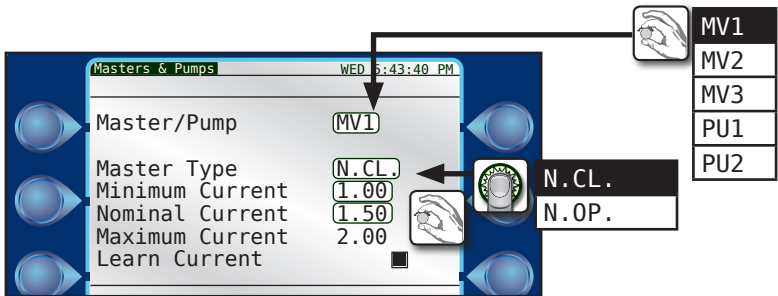 Masters & Pumps WED 5:43:40 PM
Master/Pump MV1
Master Type N.CL.
Minimum Current 1.00
Nominal Current 1.50
Maximum Current 2.00
Learn Current
MV1
MV2
MV3
PU1
PU2
N.CL.
N.OP.